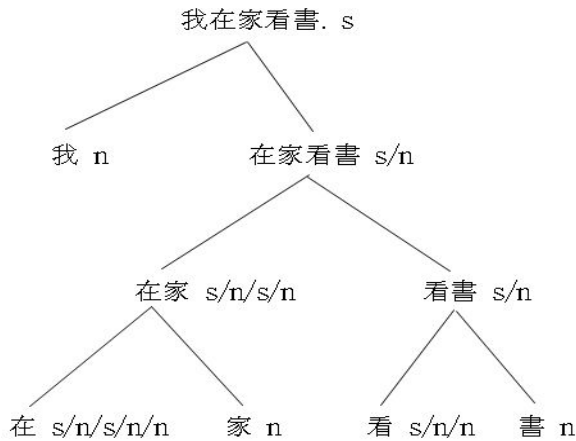 我在家看書. s
我 n
在家看書 s/n
在家 s/n/s/n
看書 s/n
在 s/n/s/n/n
家 n
看 s/n/n
書 n